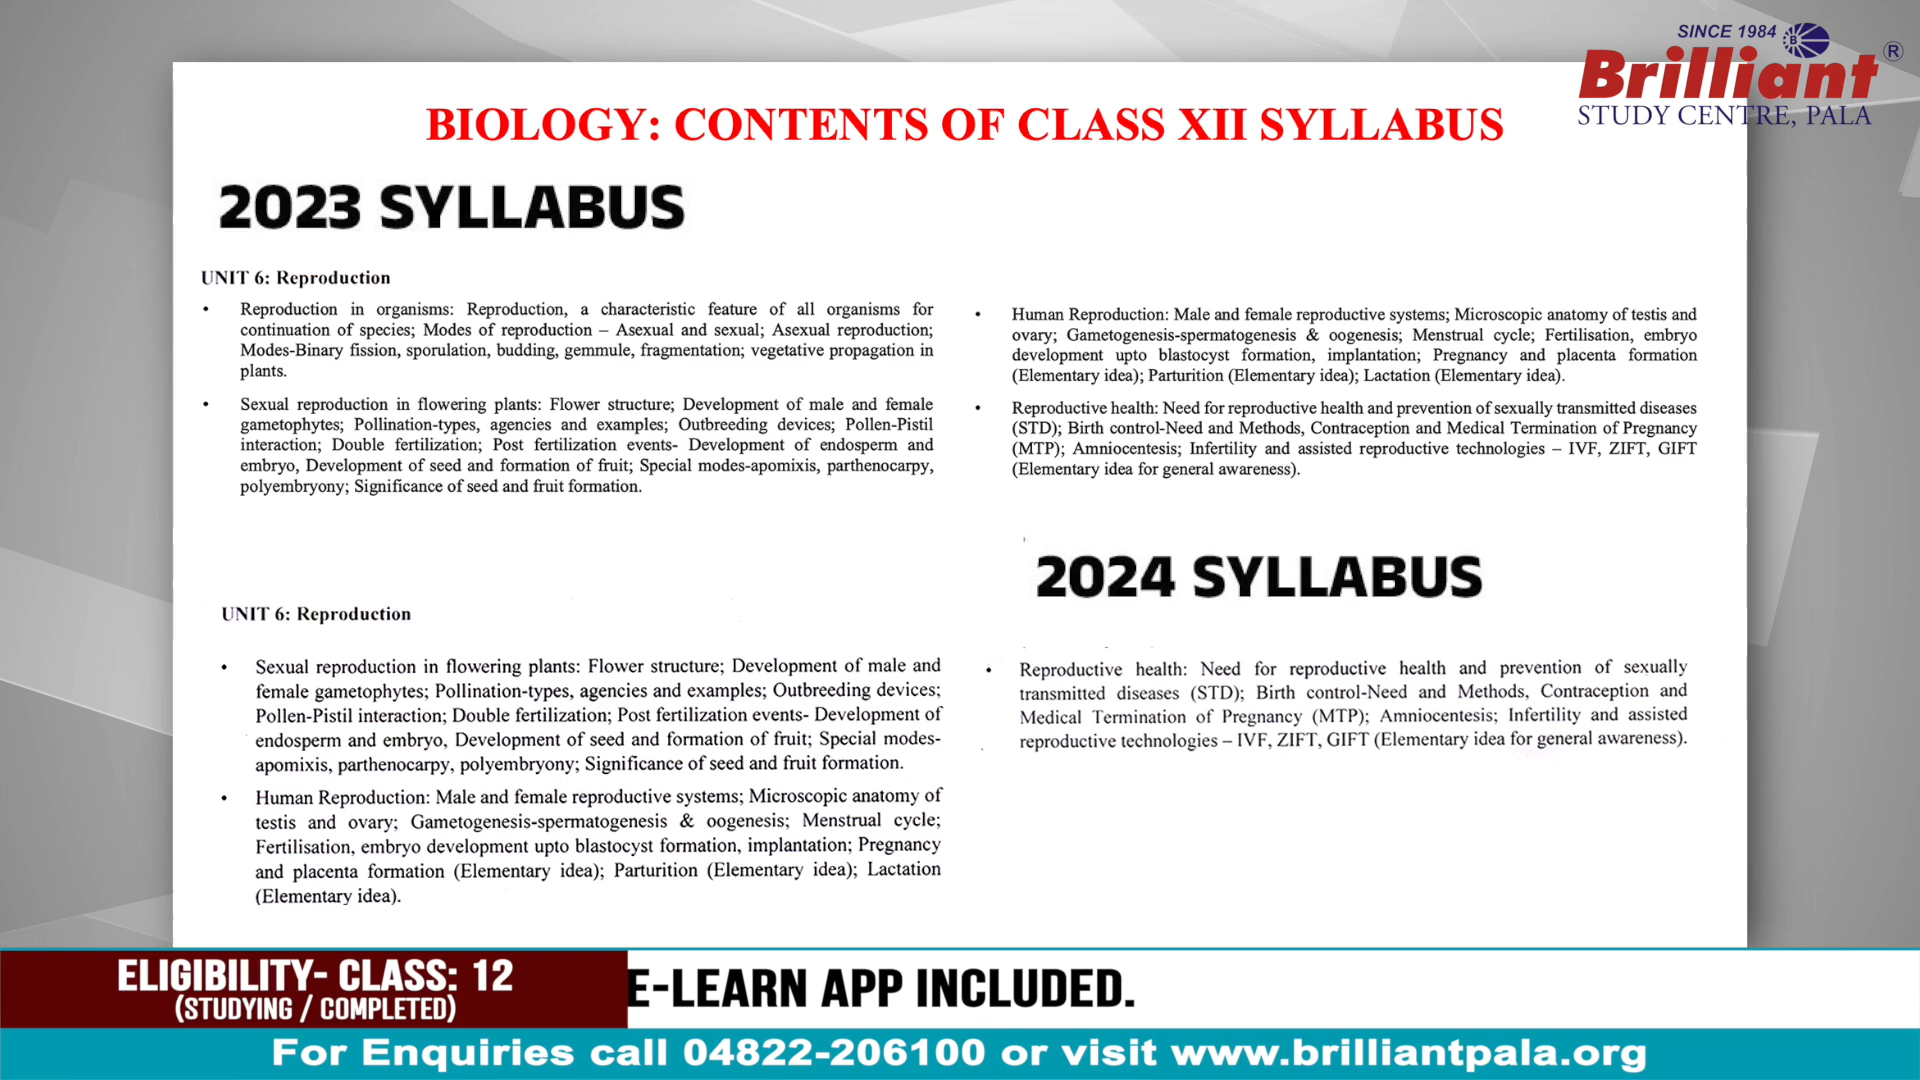 SINCE 1984
Brilliant ®
STUDY CENTRE, PALA
BIOLOGY: CONTENTS OF CLASS XII SYLLABUS
2023 SYLLABUS
UNIT 6: Reproduction
• Reproduction in organisms: Reproduction, a characteristic feature of all organisms for
continuation of species; Modes of reproduction – Asexual and sexual; Asexual reproduction;
Modes-Binary fission, sporulation, budding, gemmule, fragmentation; vegetative propagation in
plants.
• Sexual reproduction in flowering plants: Flower structure; Development of male and female
gametophytes; Pollination-types, agencies and examples; Outbreeding devices; Pollen-Pistil
interaction; Double fertilization; Post fertilization events- Development of endosperm and
embryo, Development of seed and formation of fruit; Special modes-apomixis, parthenocarpy,
polyembryony; Significance of seed and fruit formation.
• Human Reproduction: Male and female reproductive systems; Microscopic anatomy of testis and
ovary; Gametogenesis-spermatogenesis & oogenesis; Menstrual cycle; Fertilisation, embryo
development upto blastocyst formation, implantation; Pregnancy and placenta formation
(Elementary idea); Parturition (Elementary idea); Lactation (Elementary idea).
• Reproductive health: Need for reproductive health and prevention of sexually transmitted diseases
(STD); Birth control-Need and Methods, Contraception and Medical Termination of Pregnancy
(MTP); Amniocentesis; Infertility and assisted reproductive technologies – IVF, ZIFT, GIFT
(Elementary idea for general awareness).
2024 SYLLABUS
UNIT 6: Reproduction
• Sexual reproduction in flowering plants: Flower structure; Development of male and
female gametophytes; Pollination-types, agencies and examples; Outbreeding devices;
Pollen-Pistil interaction; Double fertilization; Post fertilization events- Development of
endosperm and embryo, Development of seed and formation of fruit; Special modes-
apomixis, parthenocarpy, polyembryony; Significance of seed and fruit formation.
• Human Reproduction: Male and female reproductive systems; Microscopic anatomy of
testis and ovary; Gametogenesis-spermatogenesis & oogenesis; Menstrual cycle;
Fertilisation, embryo development upto blastocyst formation, implantation; Pregnancy
and placenta formation (Elementary idea); Parturition (Elementary idea); Lactation
(Elementary idea).
• Reproductive health: Need for reproductive health and prevention of sexually
transmitted diseases (STD); Birth control-Need and Methods, Contraception and
Medical Termination of Pregnancy (MTP); Amniocentesis; Infertility and assisted
reproductive technologies – IVF, ZIFT, GIFT (Elementary idea for general awareness).
ELIGIBILITY- CLASS: 12
(STUDYING / COMPLETED)
E-LEARN APP INCLUDED.
For Enquiries call 04822-206100 or visit www.brilliantpala.org